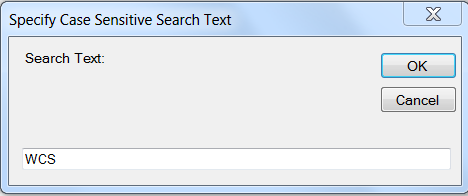 Specify Case Sensitive Search Text
Search Text:
OK
Cancel
WCS